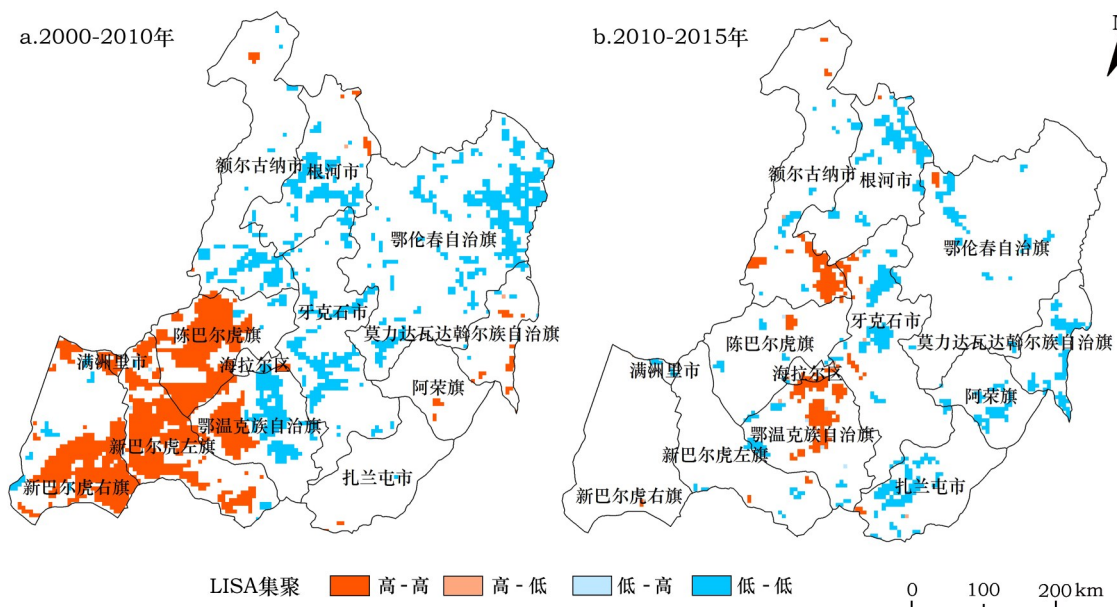 a.2000-2010年
b.2010-2015年
N
额尔古纳市
根河市
鄂伦春自治旗
牙克石市
陈巴尔虎旗
莫力达瓦达斡尔族自治旗
满洲里市
海拉尔区
阿荣旗
鄂温克族自治旗
新巴尔虎左旗
扎兰屯市
新巴尔虎右旗
额尔古纳市
根河市
鄂伦春自治旗
牙克石市
陈巴尔虎旗
莫力达瓦达斡尔族自治旗
满洲里市
海拉尔区
阿荣旗
鄂温克族自治旗
新巴尔虎左旗
扎兰屯市
新巴尔虎右旗
LISA集聚 高-高 高-低 低-高 低-低
0 100 200 km